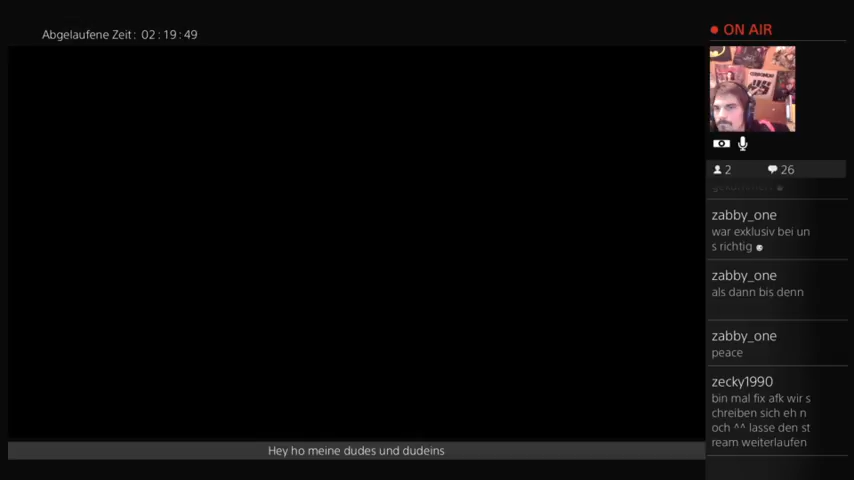 Abgelaufene Zeit: 02:19:49
ON AIR
2 26
zabby_one
war exklusiv bei un
s richtig
zabby_one
als dann bis denn
zabby_one
peace
zecky1990
bin mal fix afk wir s
chreiben sich eh n
och ^^ lasse den st
ream weiterlaufen
Hey ho meine dudes und dudeins